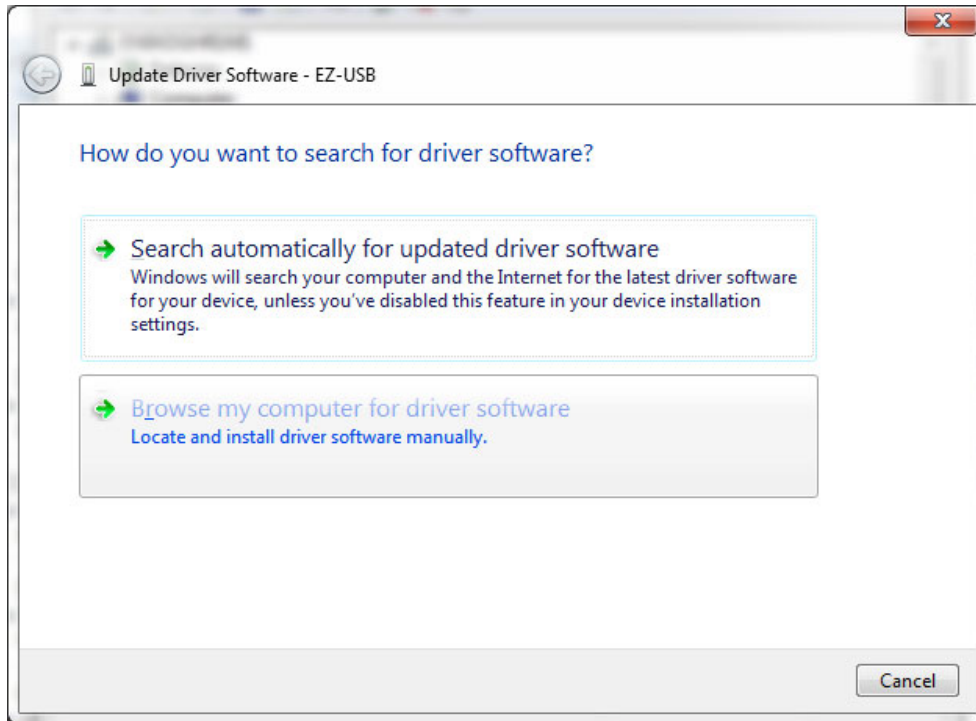 Update Driver Software - EZ-USB
How do you want to search for driver software?
Search automatically for updated driver software
Windows will search your computer and the Internet for the latest driver software
for your device, unless you've disabled this feature in your device installation
settings.
Browse my computer for driver software
Locate and install driver software manually.
Cancel